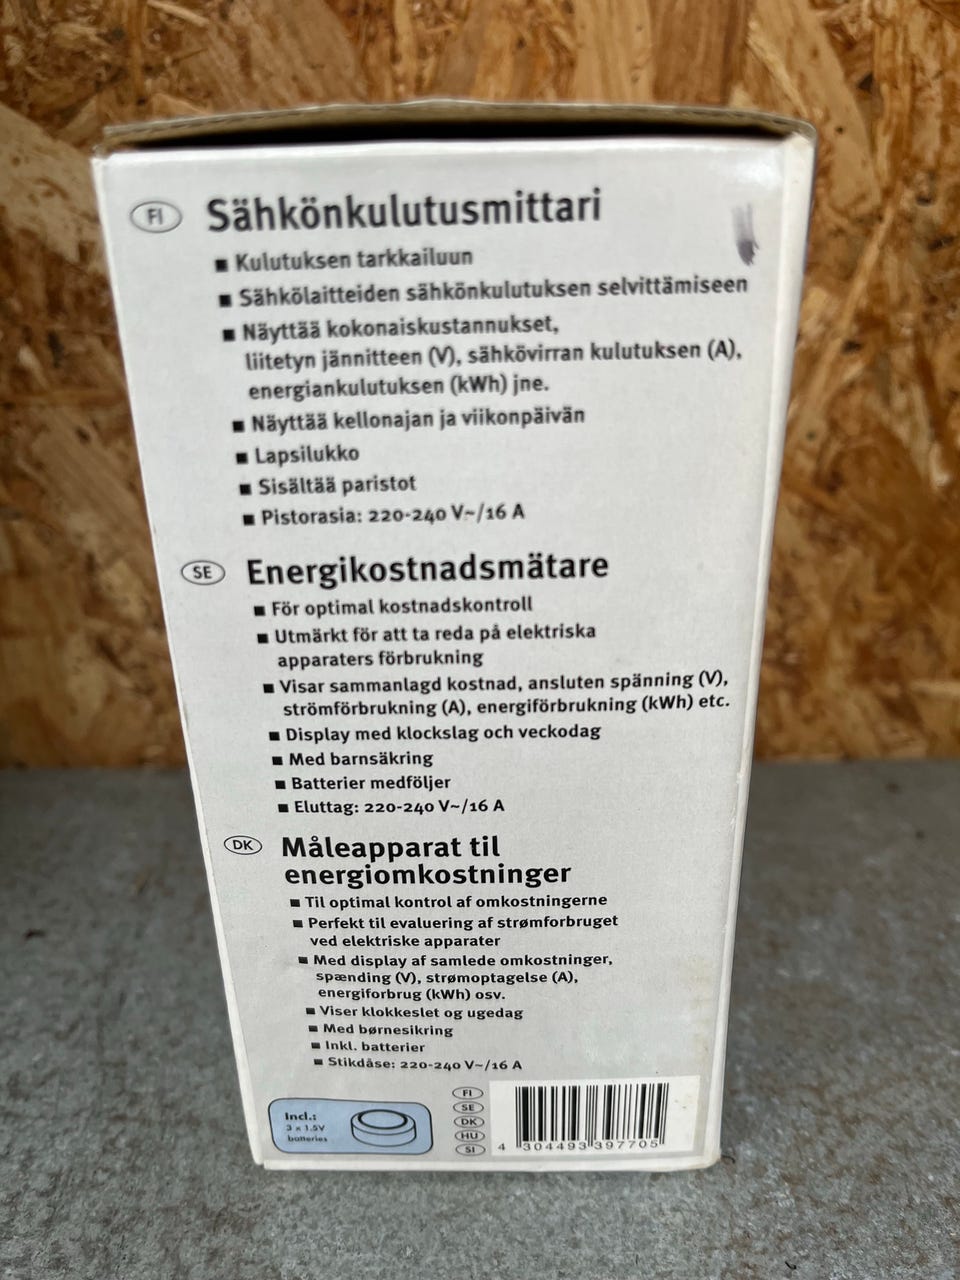 FI Sähkönkulutusmittari
■ Kulutuksen tarkkailuun
■ Sähkölaitteiden sähkönkulutuksen selvittämiseen
■ Näyttää kokonaiskustannukset,
liitetyn jännitteen (V), sähkövirran kulutuksen (A),
energiankulutuksen (kWh) jne.
■ Näyttää kellonajan ja viikonpäivän
■ Lapsilukko
■ Sisältää paristot
■ Pistorasia: 220-240 V~/16 A
SE Energikostnadsmätare
■ För optimal kostnadskontroll
■ Utmärkt för att ta reda på elektriska
apparaters förbrukning
■ Visar sammanlagd kostnad, ansluten spänning (V),
strömförbrukning (A), energiförbrukning (kWh) etc.
■ Display med klockslag och veckodag
■ Med barnsäkring
■ Batterier medföljer
■ Eluttag: 220-240 V~/16 A
DK Måleapparat til
energiomkostninger
■ Til optimal kontrol af omkostningerne
■ Perfekt til evaluering af strømforbruget
ved elektriske apparater
■ Med display af samlede omkostninger,
spænding (V), strømoptagelse (A),
energiforbrug (kWh) osv.
■ Viser klokkeslet og ugedag
■ Med børnesikring
■ Inkl. batterier
■ Stikdåse: 220-240 V~/16 A
Incl.:
3 x 1.5V
batteries
FI
SE
DK
HU
SI
4 304493 397705